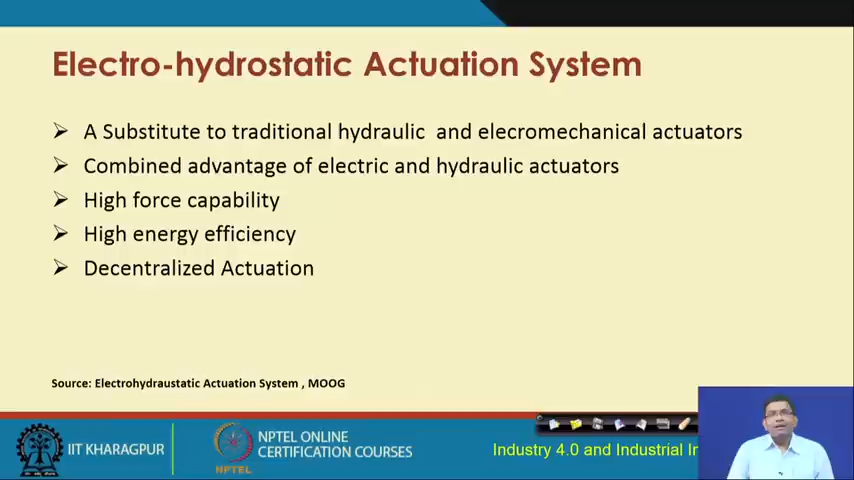 Electro-hydrostatic Actuation System
A Substitute to traditional hydraulic and elecromechanical actuators
Combined advantage of electric and hydraulic actuators
High force capability
High energy efficiency
Decentralized Actuation
Source: Electrohydraustatic Actuation System , MOOG
IIT KHARAGPUR
NPTEL
NPTEL ONLINE
CERTIFICATION COURSES
Industry 4.0 and Industrial In